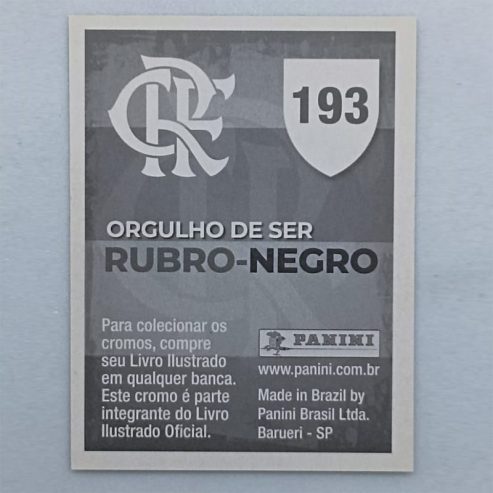 CRF
193
ORGULHO DE SER
RUBRO-NEGRO
Para colecionar os
cromos, compre
seu Livro Ilustrado
em qualquer banca.
Este cromo é parte
integrante do Livro
Ilustrado Oficial.
PANINI
www.panini.com.br
Made in Brazil by
Panini Brasil Ltda.
Barueri - SP